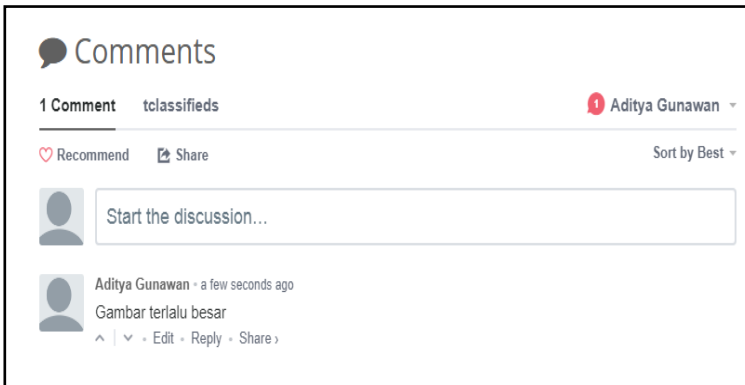 Comments
1 Comment tclassifieds 1 Aditya Gunawan
Recommend Share Sort by Best
Start the discussion...
Aditya Gunawan • a few seconds ago
Gambar terlalu besar
Edit • Reply • Share ›